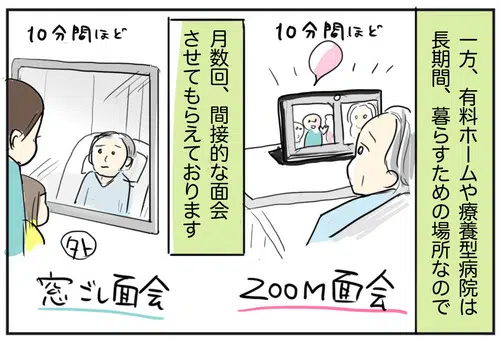 一方、有料ホームや療養型病院は
長期間、暮らすための場所なので
10分間ほど
ZOOM面会
月数回、間接的な面会
させてもらえております
10分間ほど
外
窓ごし面会